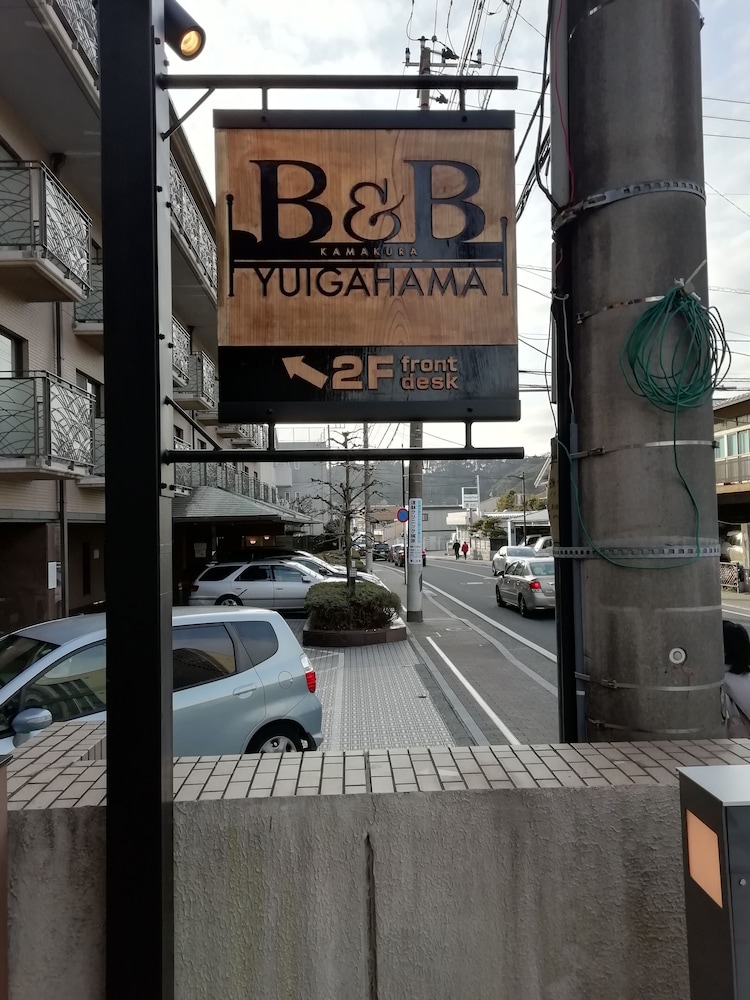 B&B
KAMAKURA
YUIGAHAMA
2F front
desk